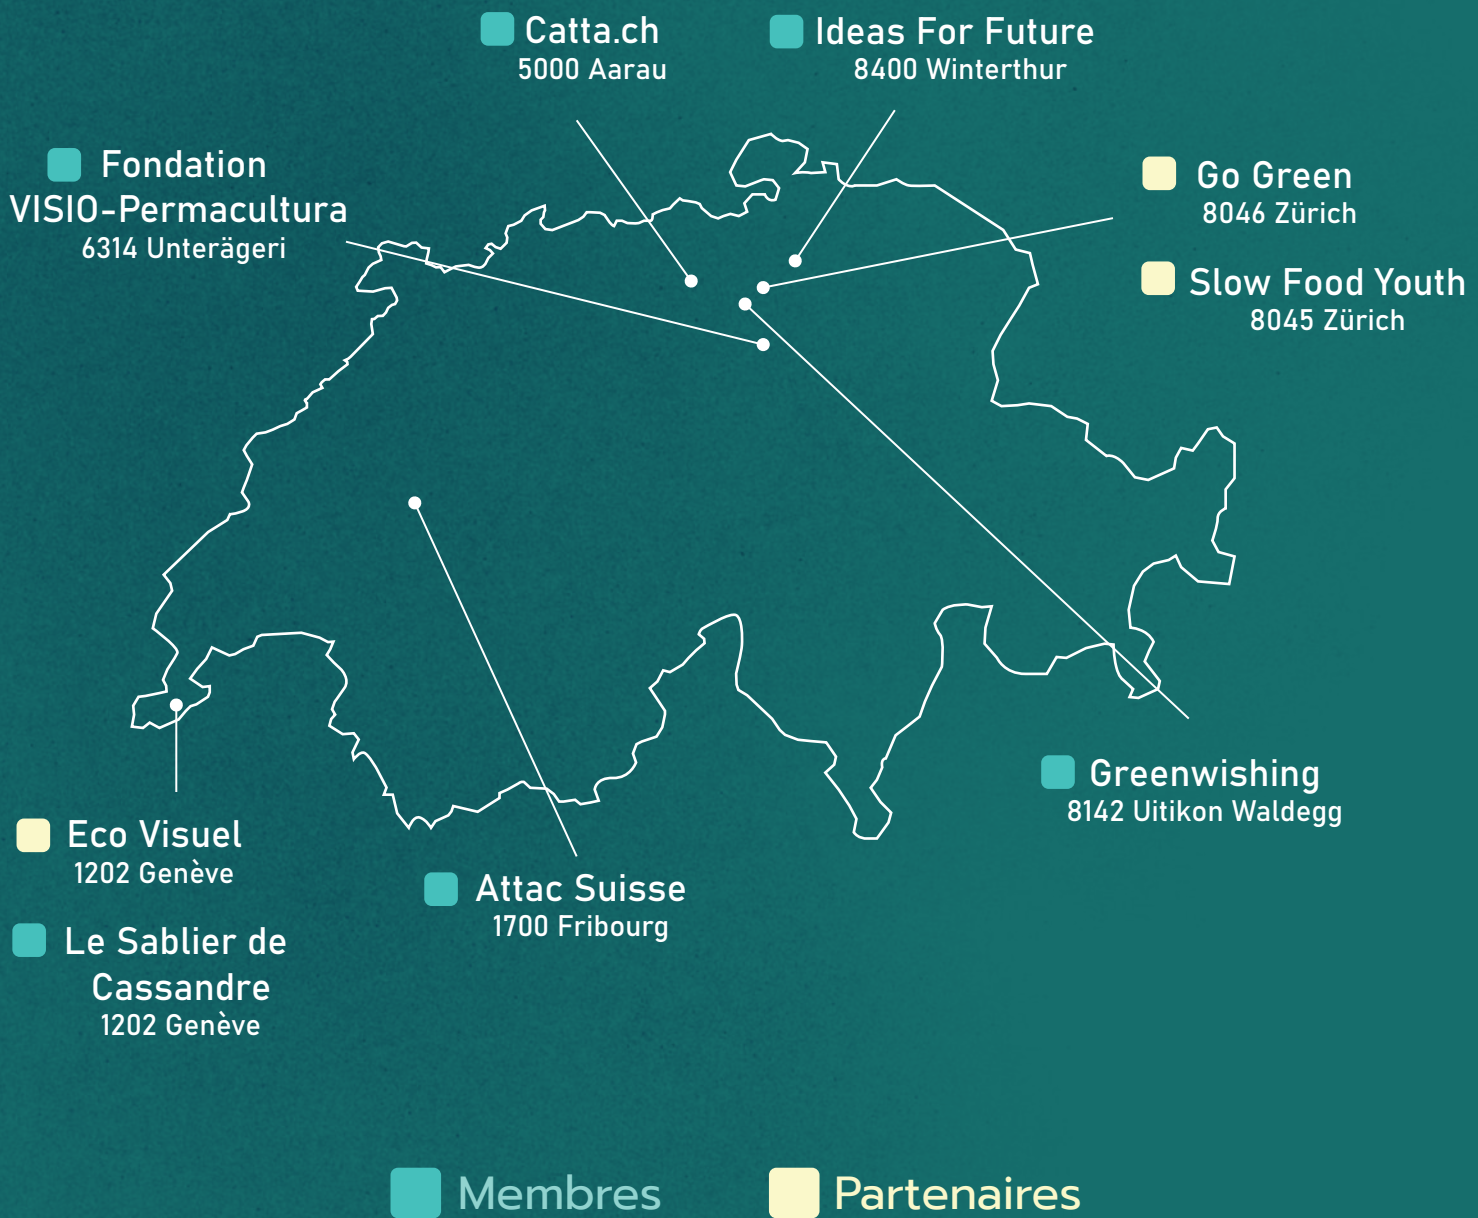 Catta.ch
5000 Aarau
Ideas For Future
8400 Winterthur
Fondation
VISIO-Permacultura
6314 Unterägeri
Go Green
8046 Zürich
Slow Food Youth
8045 Zürich
Greenwishing
8142 Uitikon Waldegg
Eco Visuel
1202 Genève
Attac Suisse
1700 Fribourg
Le Sablier de
Cassandre
1202 Genève
Membres
Partenaires